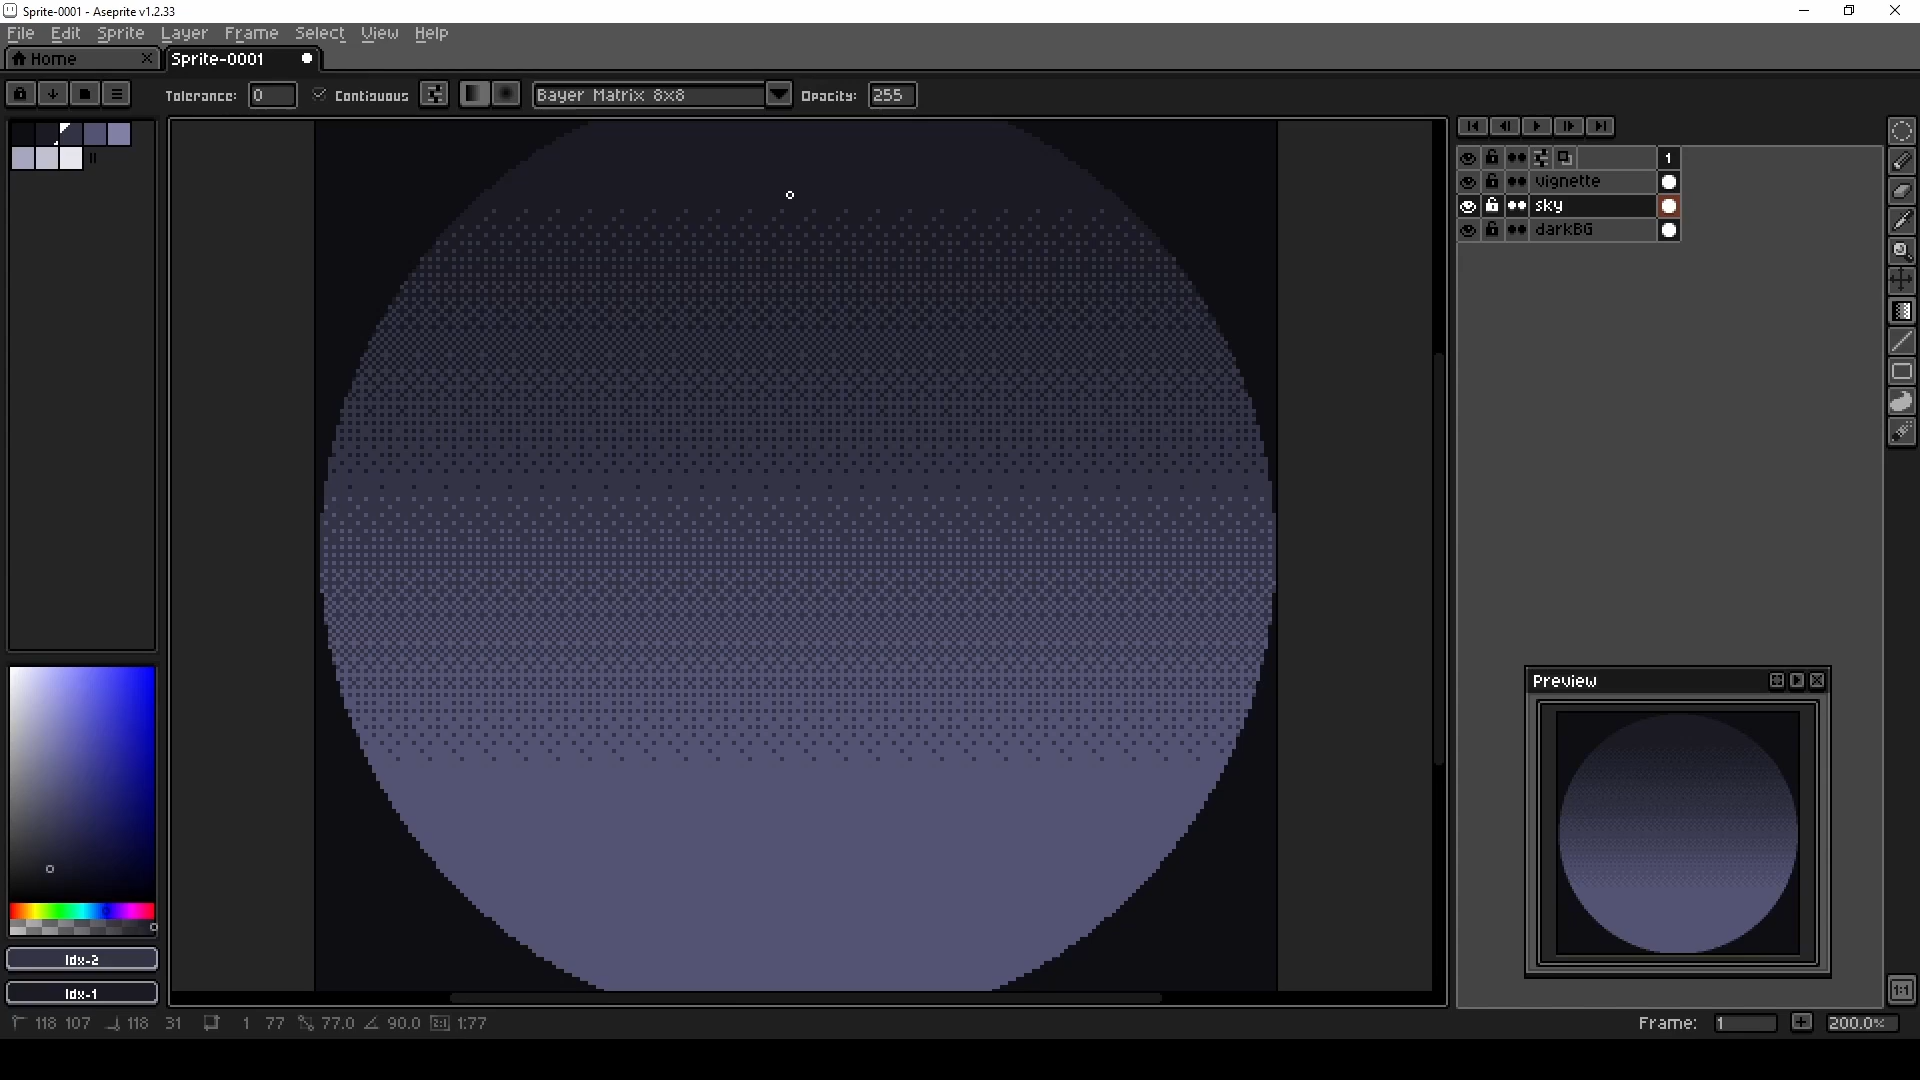 Sprite-0001 - Aseprite v1.2.33
File Edit Sprite Layer Frame Select View Help
Home Sprite-0001
Tolerance: 0 Contiguous Bayer Matrix 8x8 Opacity: 255
1
vignette
sky
darkBG
Preview
Idx-2
Idx-1
118 107 118 31 1 77 77.0 90.0 1:77
Frame: 1 200.0%
1:1